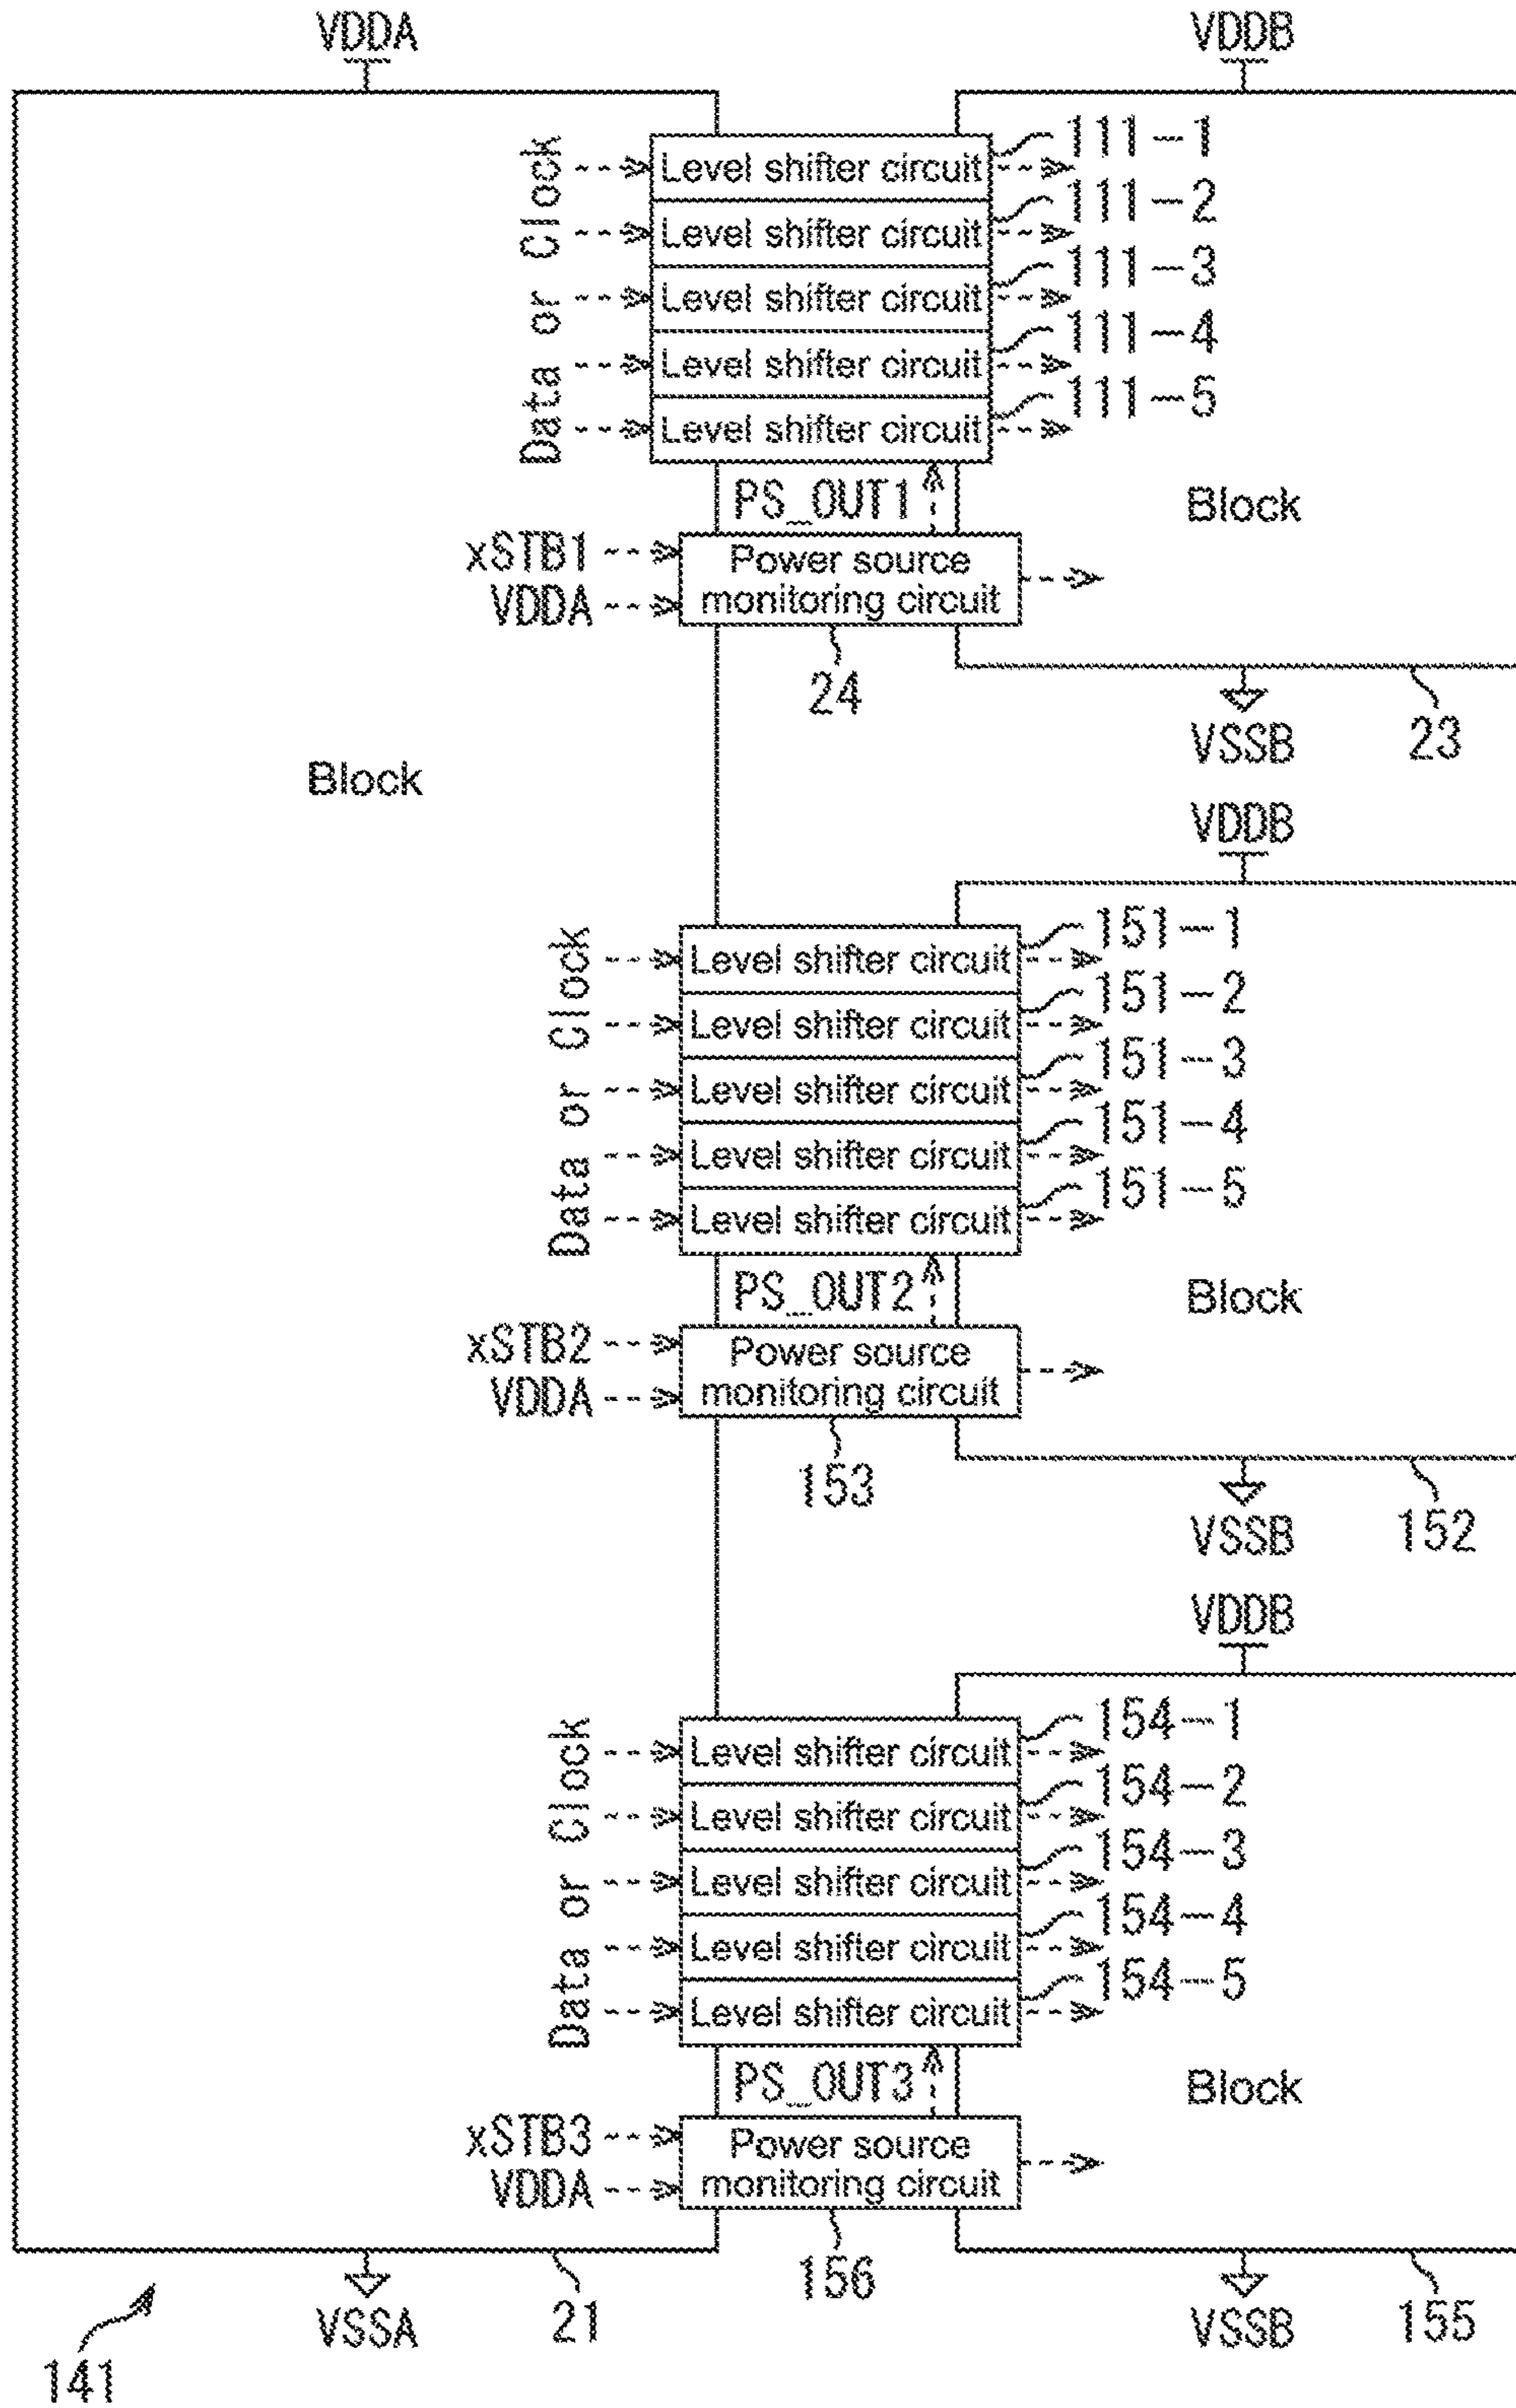 VDDA
VDDB
Data or Clock
Level shifter circuit
111-1
Level shifter circuit
111-2
Level shifter circuit
111-3
Level shifter circuit
111-4
Level shifter circuit
111-5
PS_OUT1
Block
xSTB1
VDDA
Power source
monitoring circuit
24
VSSB
23
Block
VDDB
Data or Clock
Level shifter circuit
151-1
Level shifter circuit
151-2
Level shifter circuit
151-3
Level shifter circuit
151-4
Level shifter circuit
151-5
PS_OUT2
Block
xSTB2
VDDA
Power source
monitoring circuit
153
VSSB
152
VDDB
Data or Clock
Level shifter circuit
154-1
Level shifter circuit
154-2
Level shifter circuit
154-3
Level shifter circuit
154-4
Level shifter circuit
154-5
PS_OUT3
Block
xSTB3
VDDA
Power source
monitoring circuit
156
VSSA
21
VSSB
155
141